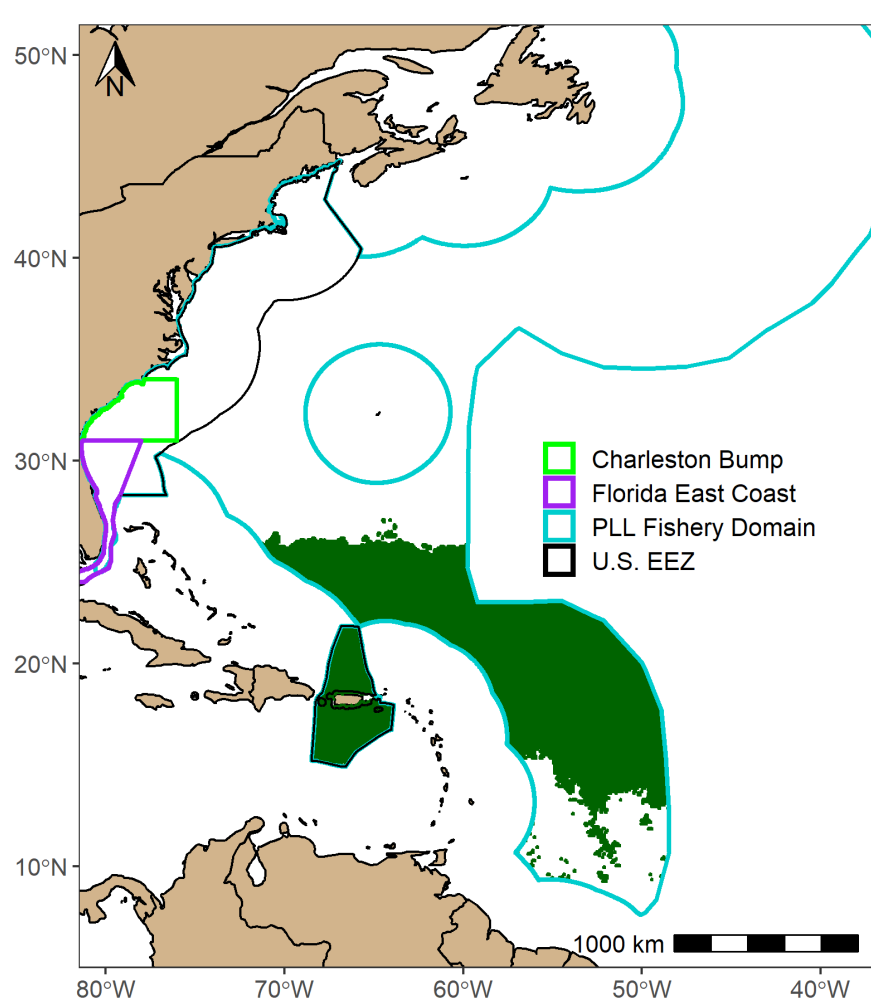 50°N
N
40°N
30°N
20°N
10°N
Charleston Bump
Florida East Coast
PLL Fishery Domain
U.S. EEZ
1000 km
80°W 70°W 60°W 50°W 40°W